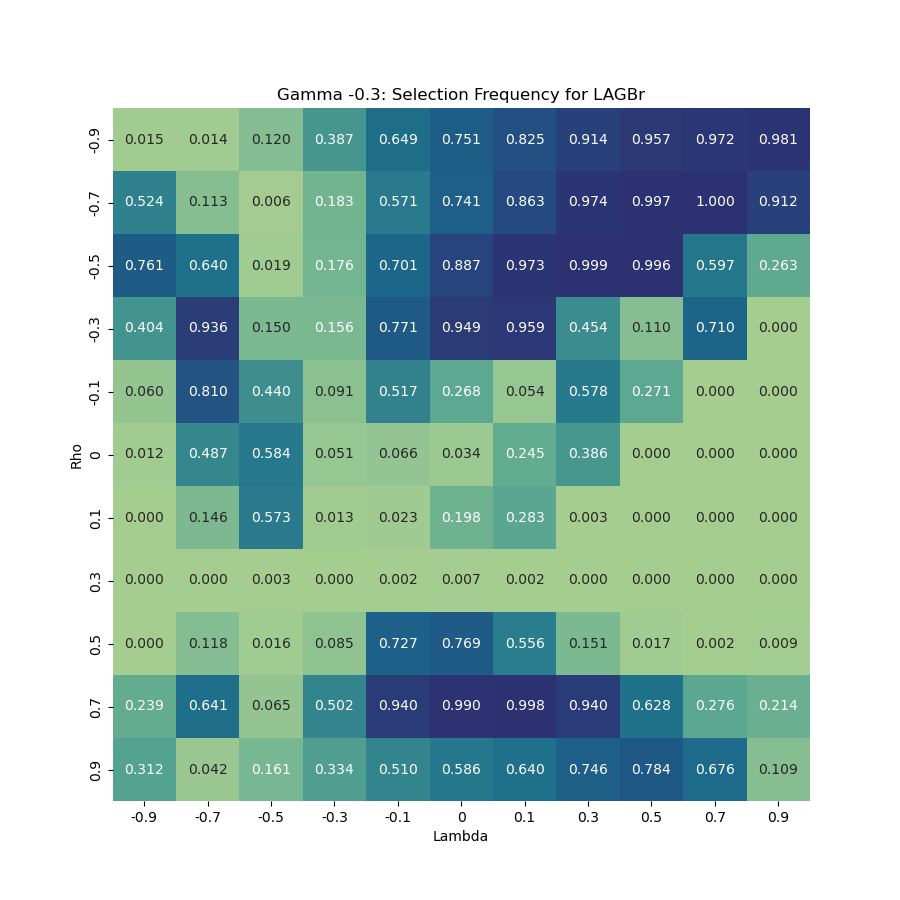 Gamma -0.3: Selection Frequency for LAGBr
-0.9 0.015 0.014 0.120 0.387 0.649 0.751 0.825 0.914 0.957 0.972 0.981
-0.7 0.524 0.113 0.006 0.183 0.571 0.741 0.863 0.974 0.997 1.000 0.912
-0.5 0.761 0.640 0.019 0.176 0.701 0.887 0.973 0.999 0.996 0.597 0.263
-0.3 0.404 0.936 0.150 0.156 0.771 0.949 0.959 0.454 0.110 0.710 0.000
-0.1 0.060 0.810 0.440 0.091 0.517 0.268 0.054 0.578 0.271 0.000 0.000
Rho
0 0.012 0.487 0.584 0.051 0.066 0.034 0.245 0.386 0.000 0.000 0.000
0.1 0.000 0.146 0.573 0.013 0.023 0.198 0.283 0.003 0.000 0.000 0.000
0.3 0.000 0.000 0.003 0.000 0.002 0.007 0.002 0.000 0.000 0.000 0.000
0.5 0.000 0.118 0.016 0.085 0.727 0.769 0.556 0.151 0.017 0.002 0.009
0.7 0.239 0.641 0.065 0.502 0.940 0.990 0.998 0.940 0.628 0.276 0.214
0.9 0.312 0.042 0.161 0.334 0.510 0.586 0.640 0.746 0.784 0.676 0.109
-0.9 -0.7 -0.5 -0.3 -0.1 0 0.1 0.3 0.5 0.7 0.9
Lambda